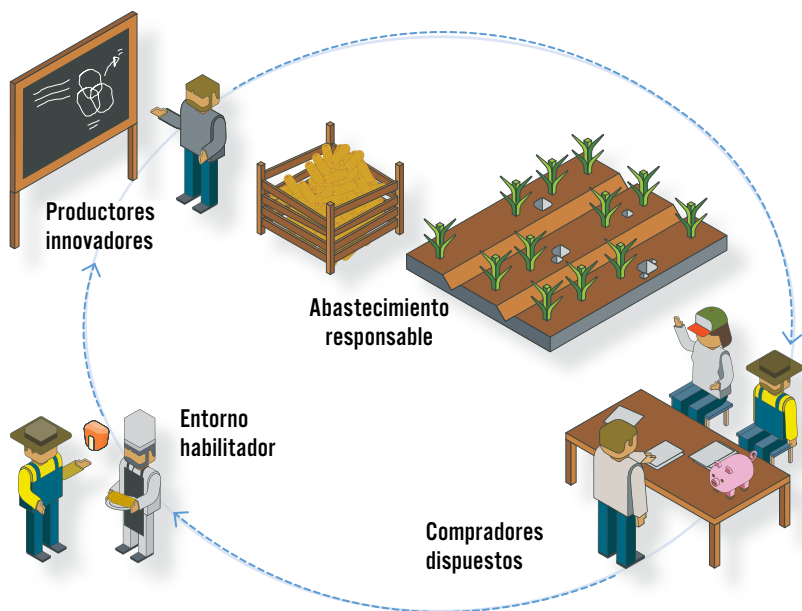 Productores
innovadores
Abastecimiento
responsable
Entorno
habilitador
Compradores
dispuestos